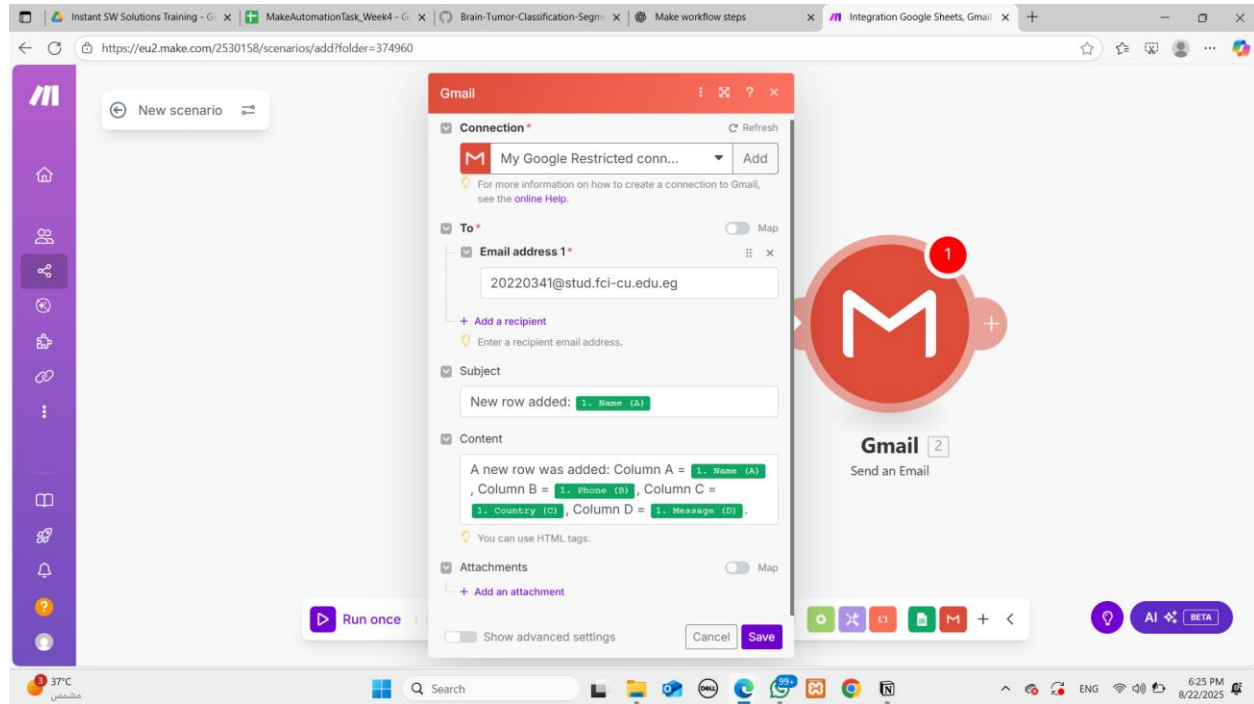 Instant SW Solutions Training - G
MakeAutomationTask_Week4 - G
Brain-Tumor-Classification-Segm
Make workflow steps
Integration Google Sheets, Gmail
https://eu2.make.com/2530158/scenarios/add?folder=374960
New scenario
Gmail
?
Connection *
Refresh
My Google Restricted conn...
Add
For more information on how to create a connection to Gmail,
see the online Help.
To *
Map
Email address 1 *
20220341@stud.fci-cu.edu.eg
+ Add a recipient
Enter a recipient email address.
Subject
New row added: 1. Name (A)
Content
A new row was added: Column A = 1. Name (A)
, Column B = 1. Phone (B) , Column C =
1. Country (C) , Column D = 1. Message (D) .
You can use HTML tags.
Attachments
Map
+ Add an attachment
Show advanced settings
Cancel
Save
1
Gmail 2
Send an Email
Run once
AI BETA
3
37°C
مشمس
Search
DELL
99+
ENG
6:25 PM
8/22/2025